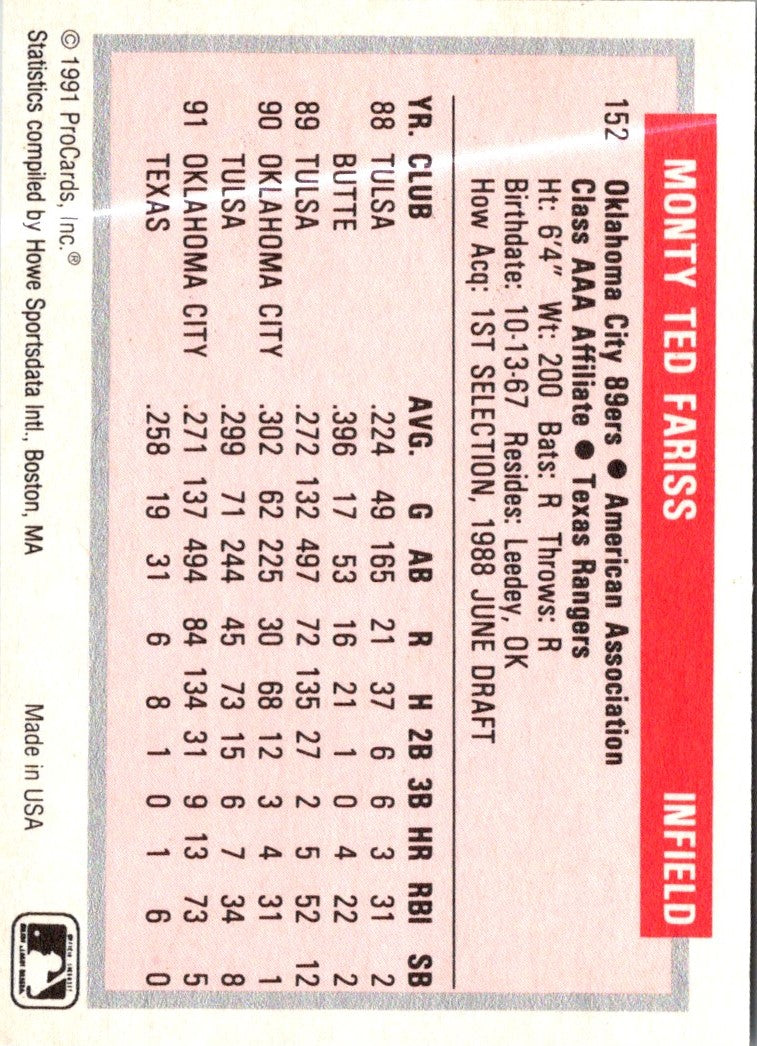 MONTY TED FARISS INFIELD
152 Oklahoma City 89ers ● American Association
Class AAA Affiliate ● Texas Rangers
Ht: 6'4" Wt: 200 Bats: R Throws: R
Birthdate: 10-13-67 Resides: Leedey, OK
How Acq: 1ST SELECTION, 1988 JUNE DRAFT
YR. CLUB AVG. G AB R H 2B 3B HR RBI SB
88 TULSA .224 49 165 21 37 6 6 3 31 2
BUTTE .396 17 53 16 21 1 0 4 22 2
89 TULSA .272 132 497 72 135 27 2 5 52 12
90 OKLAHOMA CITY .302 62 225 30 68 12 3 4 31 1
TULSA .299 71 244 45 73 15 6 7 34 8
91 OKLAHOMA CITY .271 137 494 84 134 31 9 13 73 5
TEXAS .258 19 31 6 8 1 0 1 6 0
© 1991 ProCards, Inc.®
Statistics compiled by Howe Sportsdata Intl., Boston, MA Made in USA